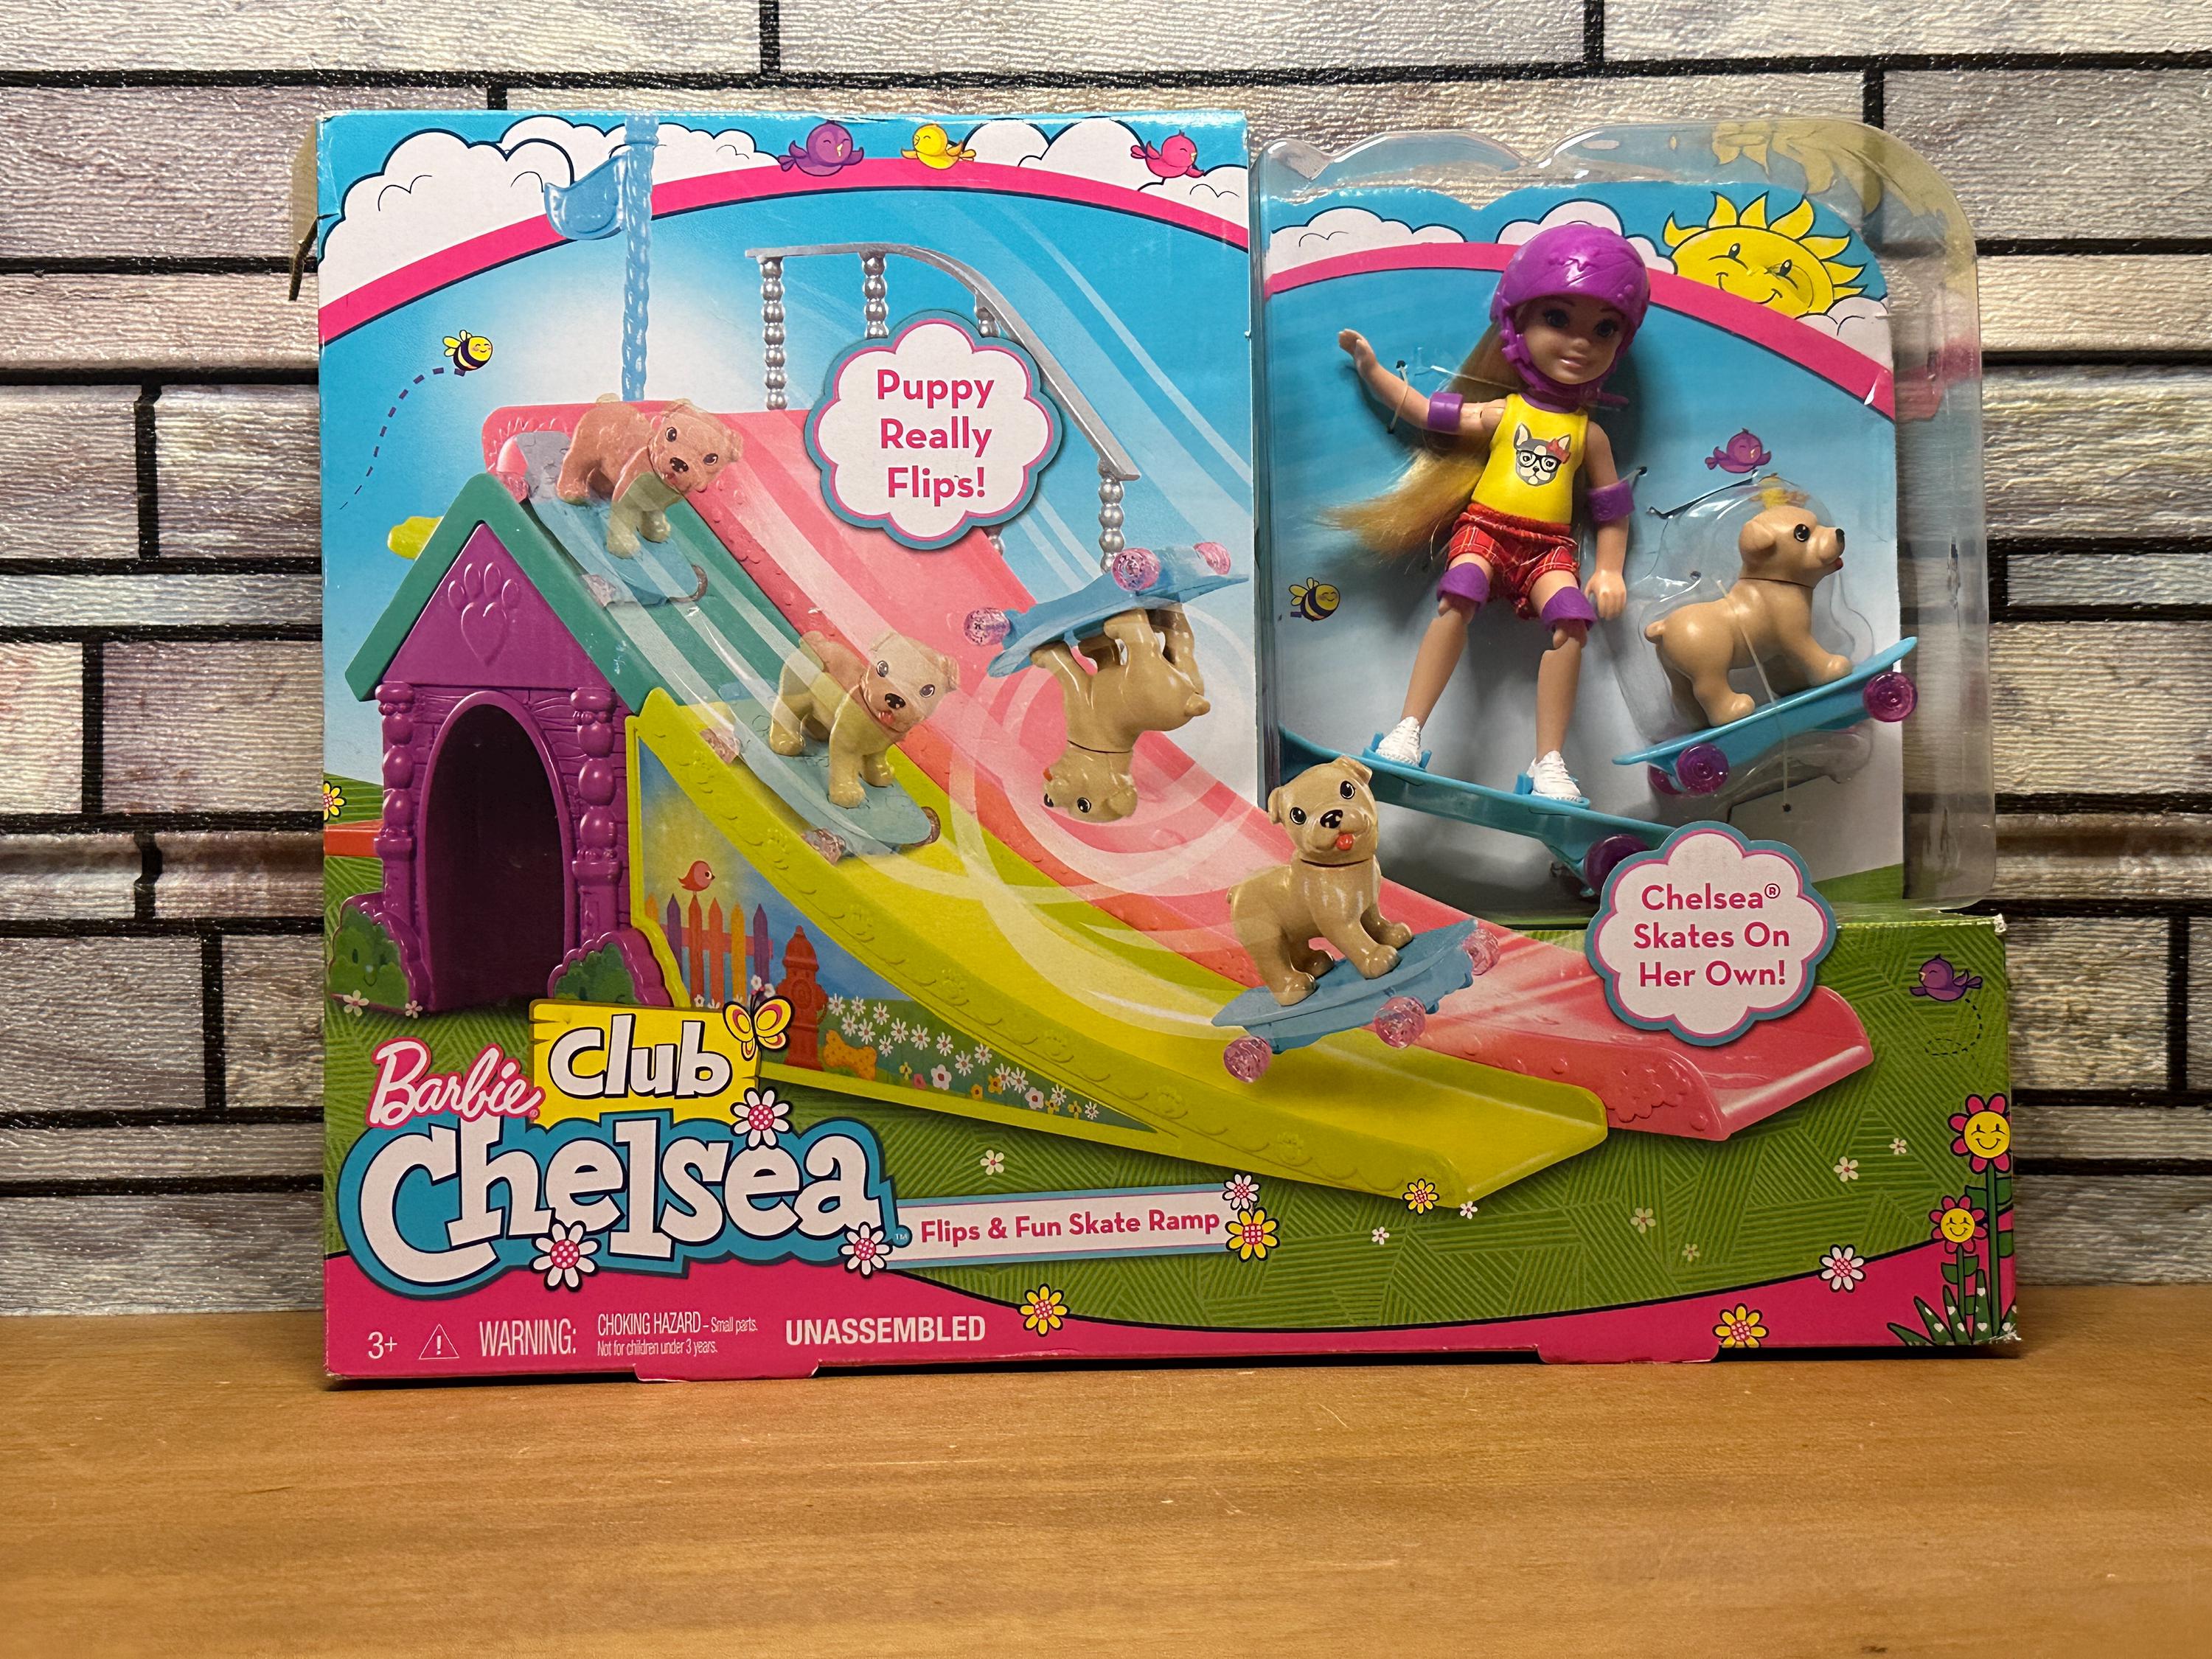 Puppy
Really
Flips!
Chelsea®
Skates On
Her Own!
Barbie®
Club
Chelsea™
Flips & Fun Skate Ramp
3+
WARNING:
CHOKING HAZARD – Small parts.
Not for children under 3 years.
UNASSEMBLED